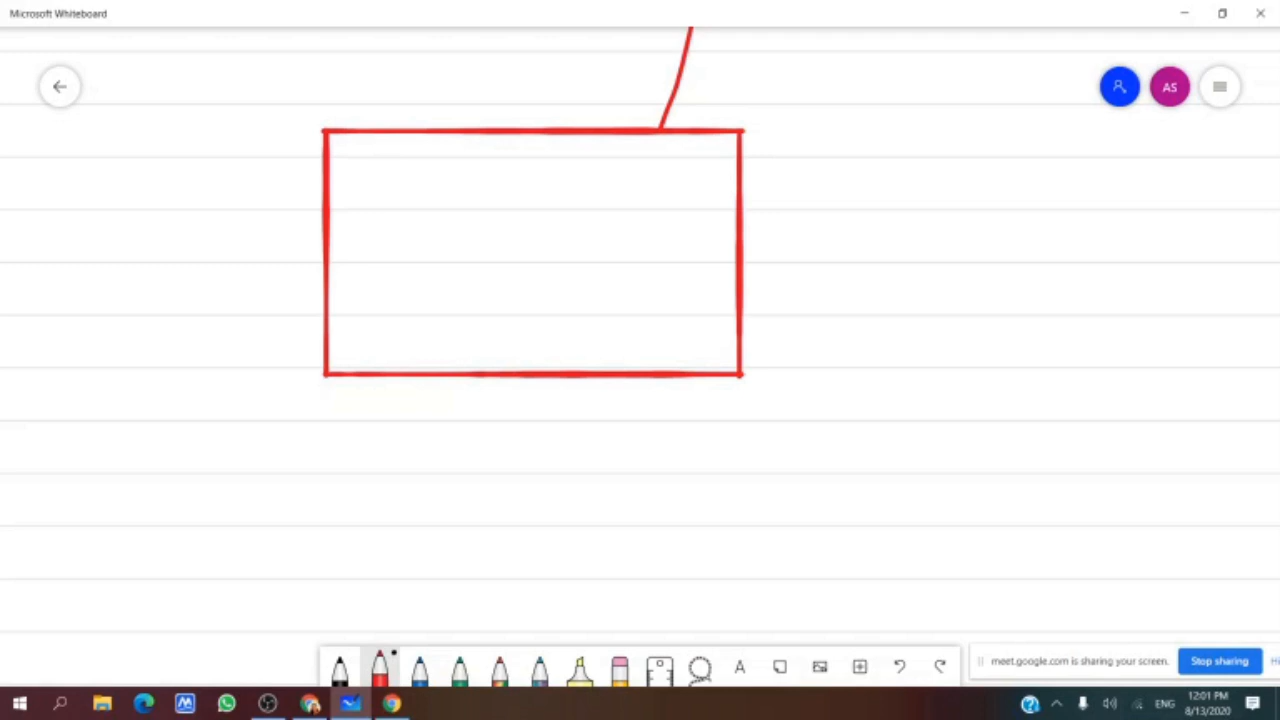 Microsoft Whiteboard
AS
A
meet.google.com is sharing your screen.
Stop sharing
Hi
ENG
12:01 PM
8/13/2020